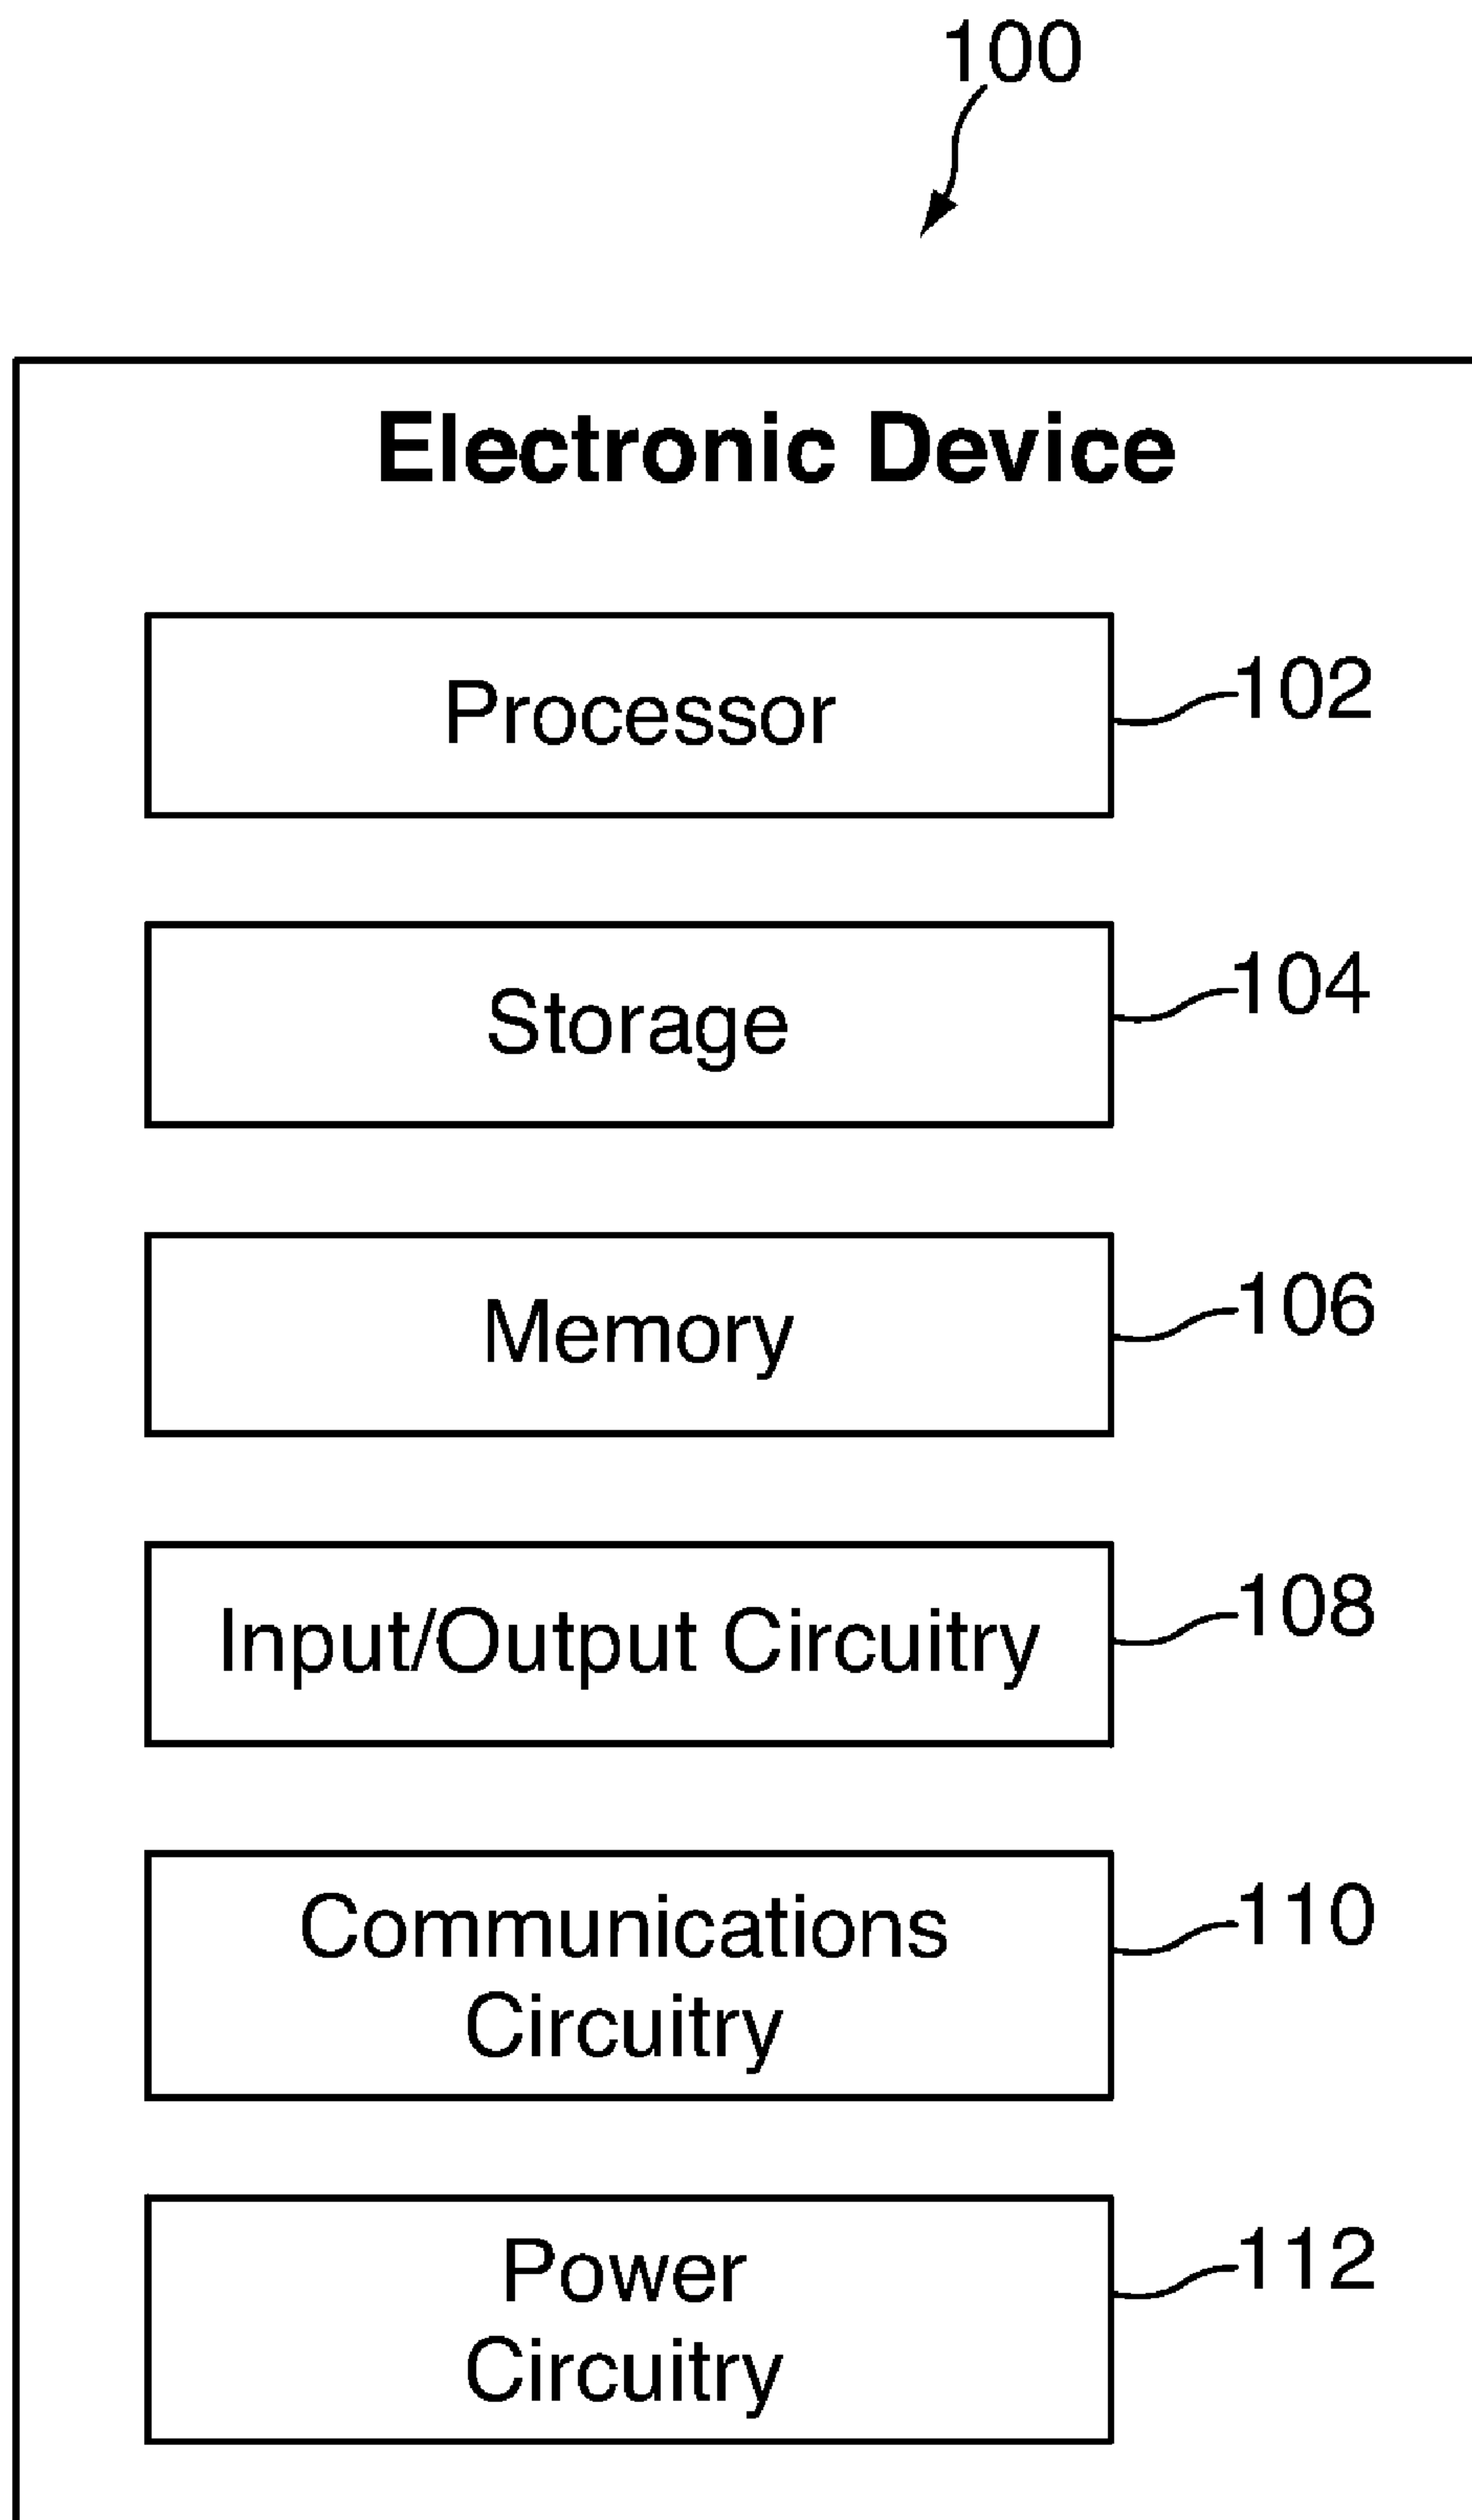 100
Electronic Device
Processor
102
Storage
104
Memory
106
Input/Output Circuitry
108
Communications
Circuitry
110
Power
Circuitry
112